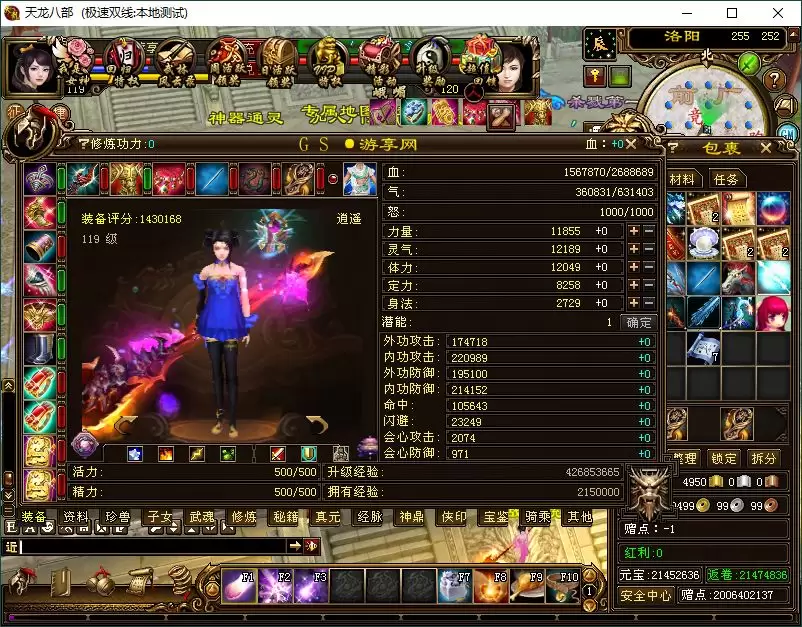 天龙八部 (极速双线:本地测试)
洛阳 255 252
辰
北
119
120
神器通灵 专属地图
?修炼功力:0 GS 游享网 血: +0
包裹
材料 任务
装备评分:1430168 逍遥
119 级
血: 1567870/2688689
气: 360831/631403
怒: 1000/1000
力量: 11855 +0
灵气: 12189 +0
体力: 12049 +0
定力: 8258 +0
身法: 2729 +0
潜能: 1 确定
外功攻击: 174718 +0
内功攻击: 220989 +0
外功防御: 195100 +0
内功防御: 214152 +0
命中: 105643 +0
闪避: 23249 +0
会心攻击: 2074 +0
会心防御: 971 +0
活力: 500/500 升级经验: 426853665
精力: 500/500 拥有经验: 2150000
装备 资料 珍兽 子女 武魂 修炼 秘籍 真元 经脉 神鼎 侠印 宝鉴 骑乘 其他
整理 锁定 拆分
4950 0 0
9499 99 99
赠点:-1
红利:0
元宝:21452636 返卷:21474836
安全中心 赠点:2006402137
近
F1 F2 F3 F7 F8 F9 F10 1